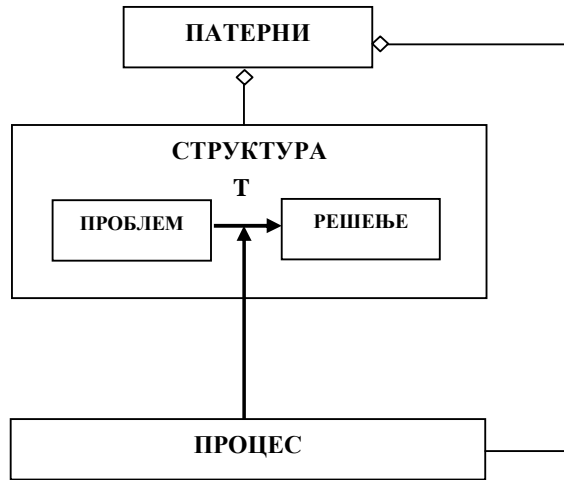 ПАТЕРНИ
СТРУКТУРА
Т
ПРОБЛЕМ
РЕШЕЊЕ
ПРОЦЕС